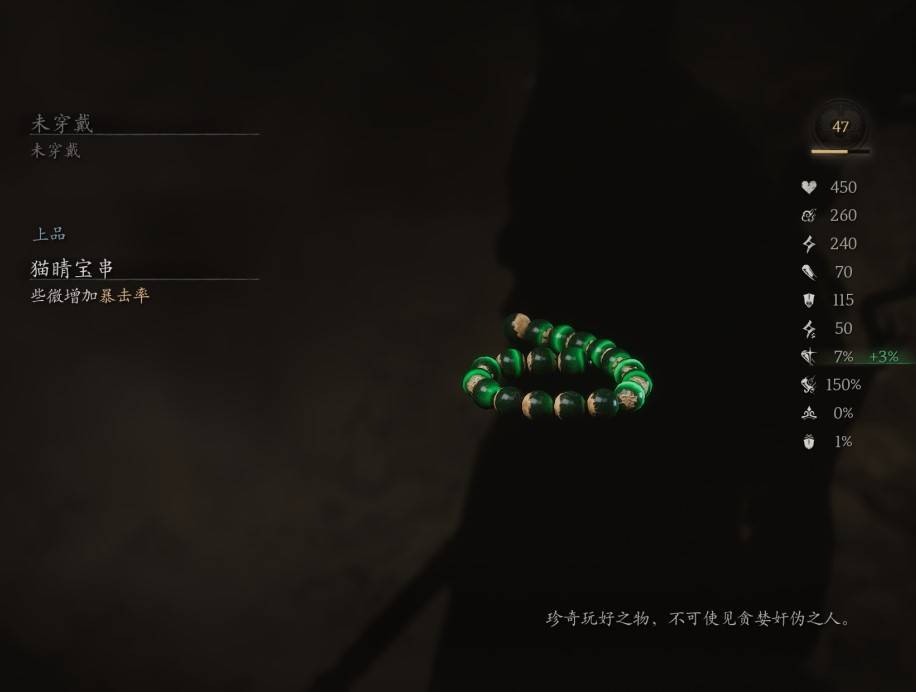 未穿戴
未穿戴
上品
猫睛宝串
些微增加暴击率
47
450
260
240
70
115
50
7% +3%
150%
0%
1%
珍奇玩好之物，不可使见贪婪奸伪之人。